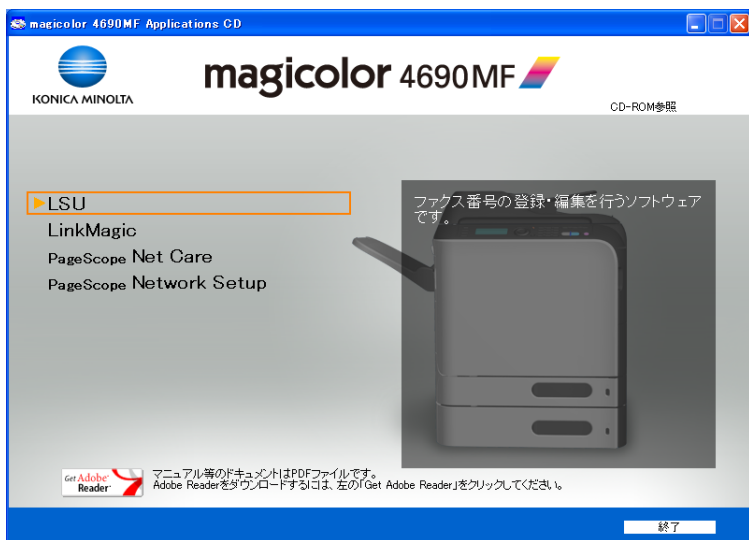 magicolor 4690MF Applications CD
KONICA MINOLTA
magicolor 4690MF
CD-ROM参照
LSU
LinkMagic
PageScope Net Care
PageScope Network Setup
ファクス番号の登録・編集を行うソフトウェア
です。
Get Adobe
Reader
マニュアル等のドキュメントはPDFファイルです。
Adobe Readerをダウンロードするには、左の「Get Adobe Reader」をクリックしてください。
終了